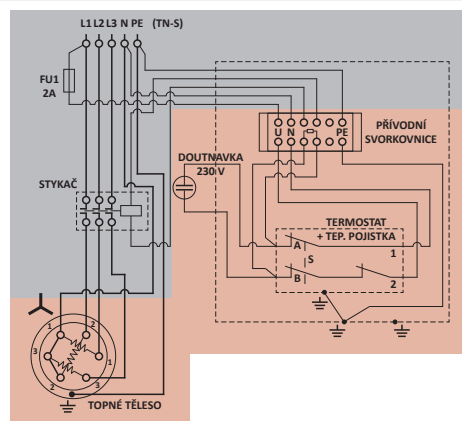 L1 L2 L3 N PE (TN-S)
FU1
2A
U N PE
PŘÍVODNÍ
SVORKOVNICE
DOUTNAVKA
230 V
STYKAČ
TERMOSTAT
+ TEP. POJISTKA
A
1
S
B
2
1
2
3
1
2
3
TOPNÉ TĚLESO